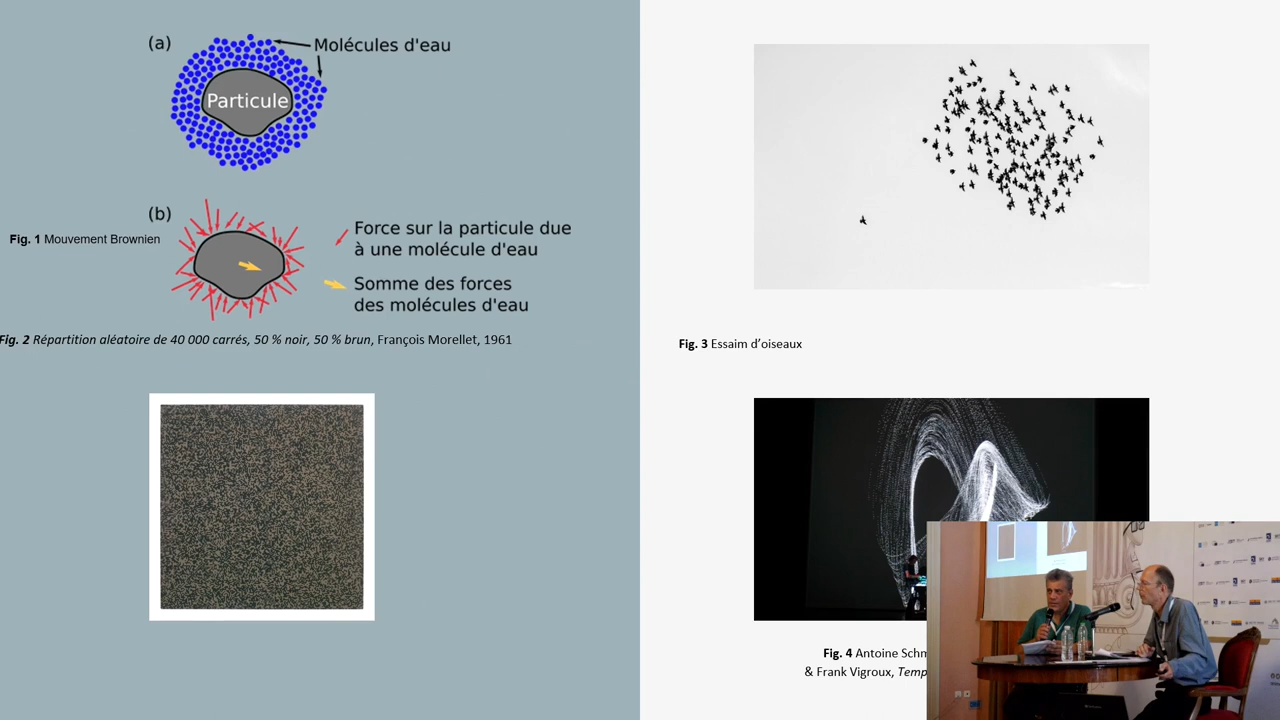 (a)
Molécules d'eau
Particule
(b)
Fig. 1 Mouvement Brownien
Force sur la particule due
à une molécule d'eau
Somme des forces
des molécules d'eau
Fig. 2 Répartition aléatoire de 40 000 carrés, 50 % noir, 50 % brun, François Morellet, 1961
Fig. 3 Essaim d’oiseaux
Fig. 4 Antoine Schm
& Frank Vigroux, Temp